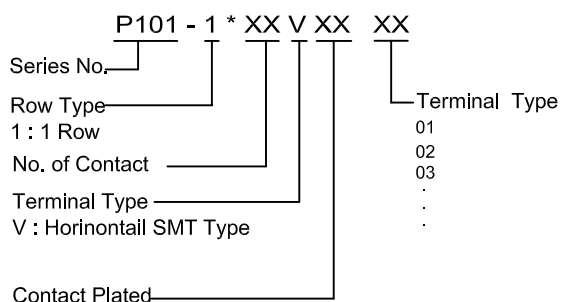 P101 - 1 * XX V XX XX
Series No.
Row Type
1 : 1 Row
No. of Contact
Terminal Type
V : Horinontail SMT Type
Contact Plated
Terminal Type
01
02
03
.
.
.